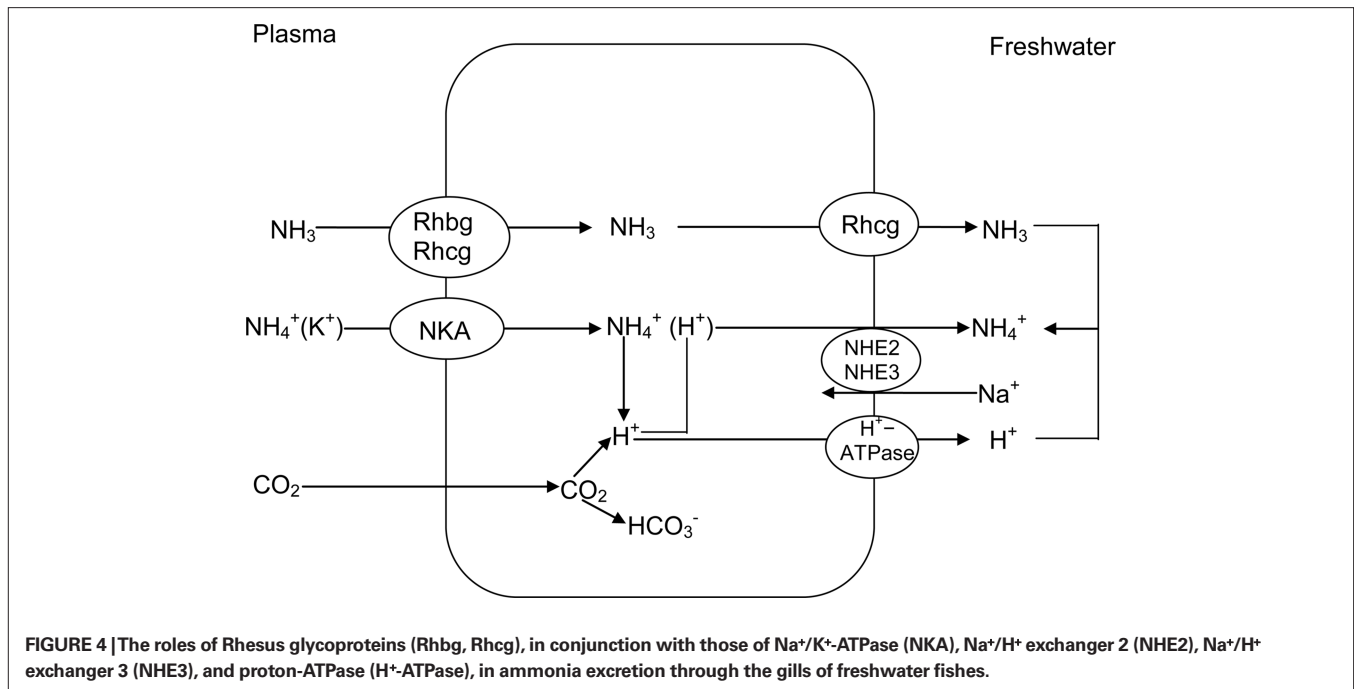 Plasma
Freshwater
NH₃
Rhbg
Rhcg
NH₃
Rhcg
NH₃
NH₄⁺(K⁺)
NKA
NH₄⁺ (H⁺)
NHE2
NHE3
NH₄⁺
Na⁺
H⁺
H⁺–
ATPase
H⁺
CO₂
CO₂
HCO₃⁻
FIGURE 4 | The roles of Rhesus glycoproteins (Rhbg, Rhcg), in conjunction with those of Na⁺/K⁺-ATPase (NKA), Na⁺/H⁺ exchanger 2 (NHE2), Na⁺/H⁺
exchanger 3 (NHE3), and proton-ATPase (H⁺-ATPase), in ammonia excretion through the gills of freshwater fishes.